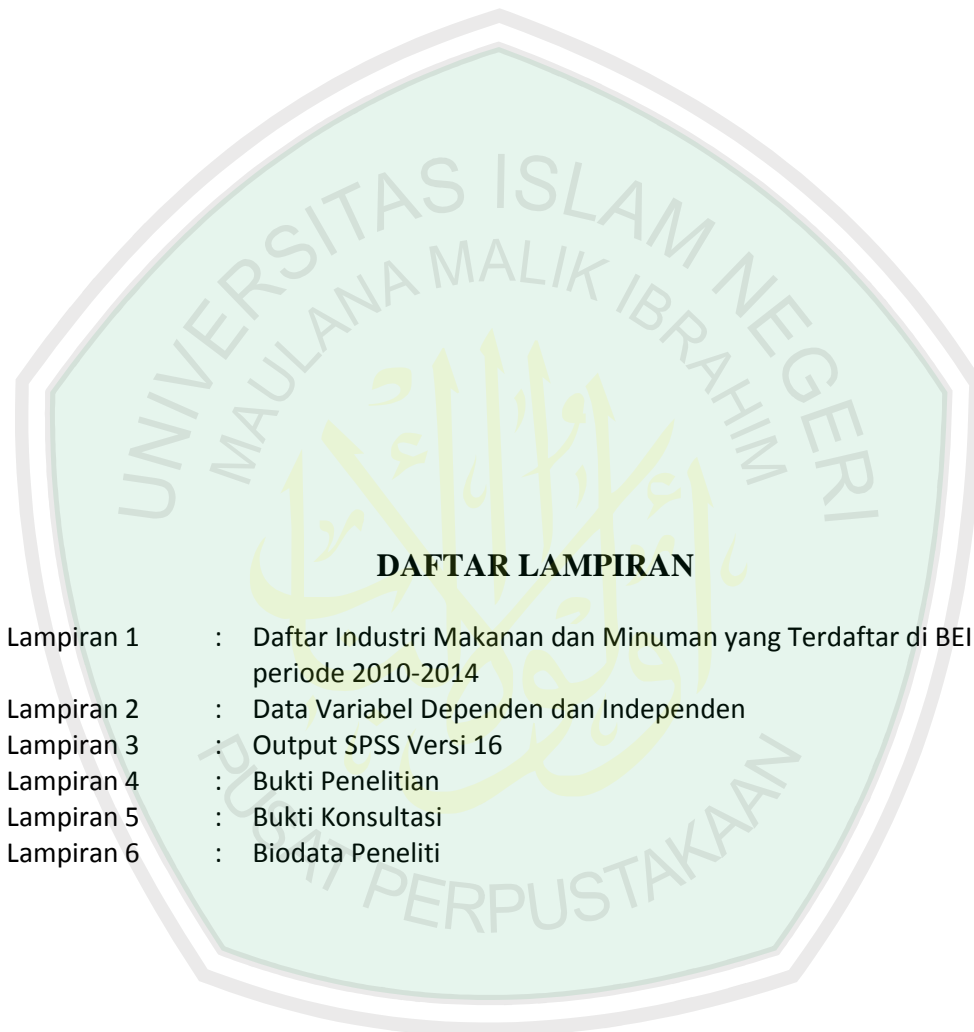 UNIVERSITAS ISLAM NEGERI
MAULANA MALIK IBRAHIM
DAFTAR LAMPIRAN
Lampiran 1 : Daftar Industri Makanan dan Minuman yang Terdaftar di BEI
periode 2010-2014
Lampiran 2 : Data Variabel Dependen dan Independen
Lampiran 3 : Output SPSS Versi 16
Lampiran 4 : Bukti Penelitian
Lampiran 5 : Bukti Konsultasi
Lampiran 6 : Biodata Peneliti
PUSAT PERPUSTAKAAN